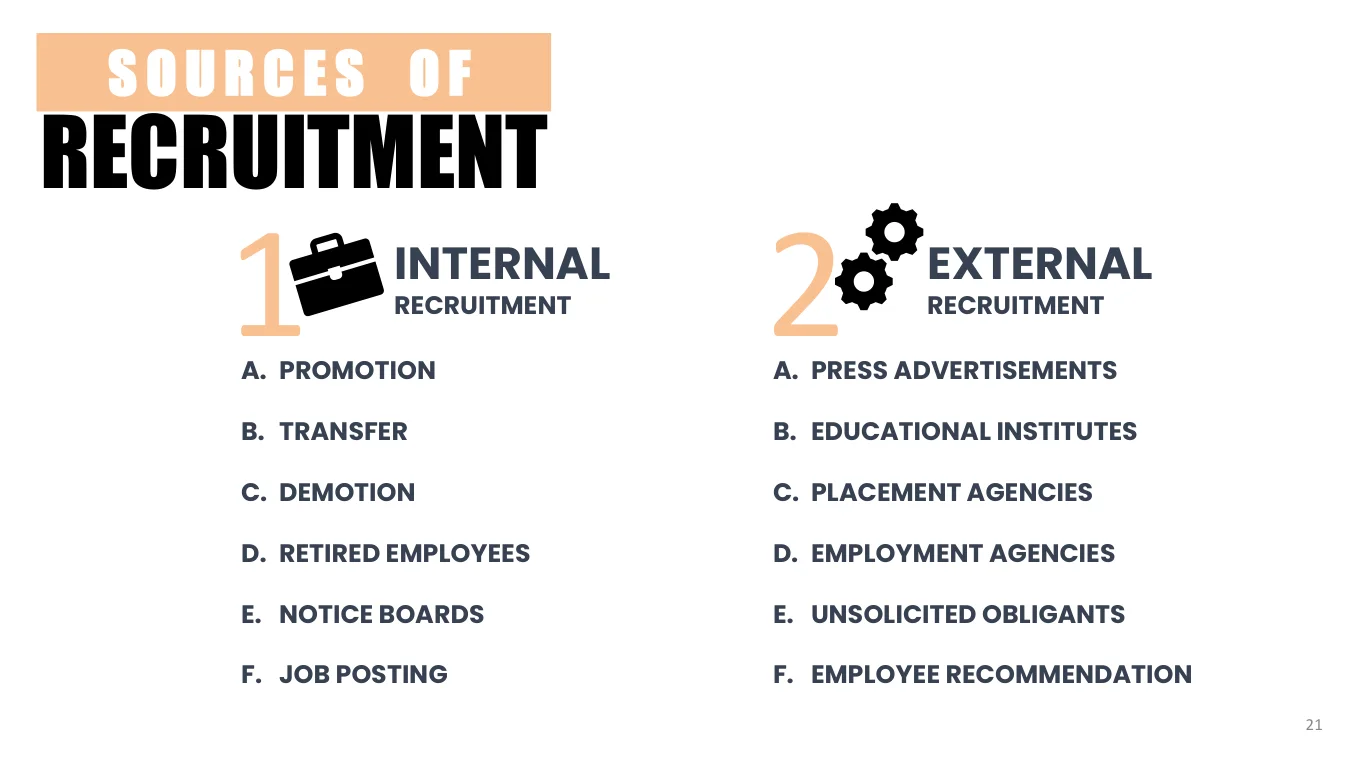 SOURCES OF
RECRUITMENT
1
INTERNAL
RECRUITMENT
A. PROMOTION
B. TRANSFER
C. DEMOTION
D. RETIRED EMPLOYEES
E. NOTICE BOARDS
F. JOB POSTING
2
EXTERNAL
RECRUITMENT
A. PRESS ADVERTISEMENTS
B. EDUCATIONAL INSTITUTES
C. PLACEMENT AGENCIES
D. EMPLOYMENT AGENCIES
E. UNSOLICITED OBLIGANTS
F. EMPLOYEE RECOMMENDATION
21